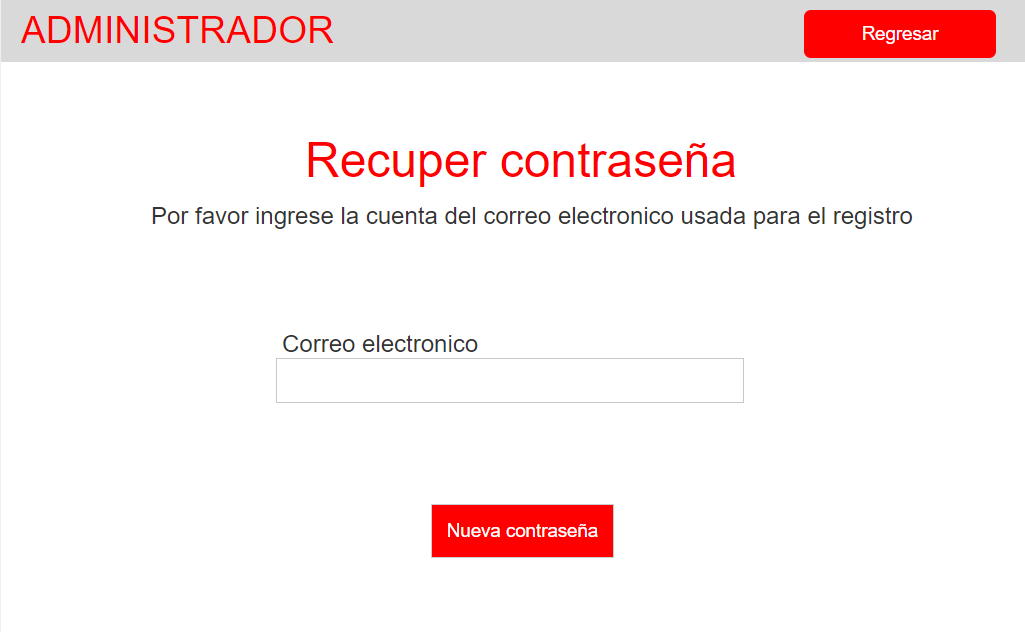 ADMINISTRADOR
Regresar
Recuper contraseña
Por favor ingrese la cuenta del correo electronico usada para el registro
Correo electronico
Nueva contraseña